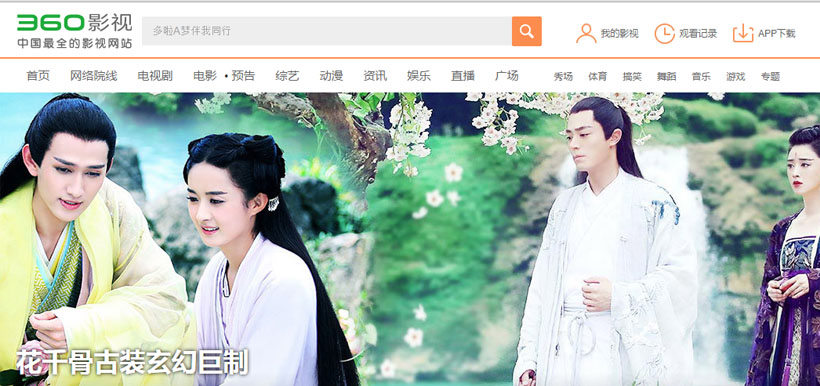 360影视
中国最全的影视网站
多啦A梦伴我同行
我的影视 观看记录 APP下载
首页 网络院线 电视剧 电影 • 预告 综艺 动漫 资讯 娱乐 直播 广场 秀场 体育 搞笑 舞蹈 音乐 游戏 专题
花千骨古装玄幻巨制